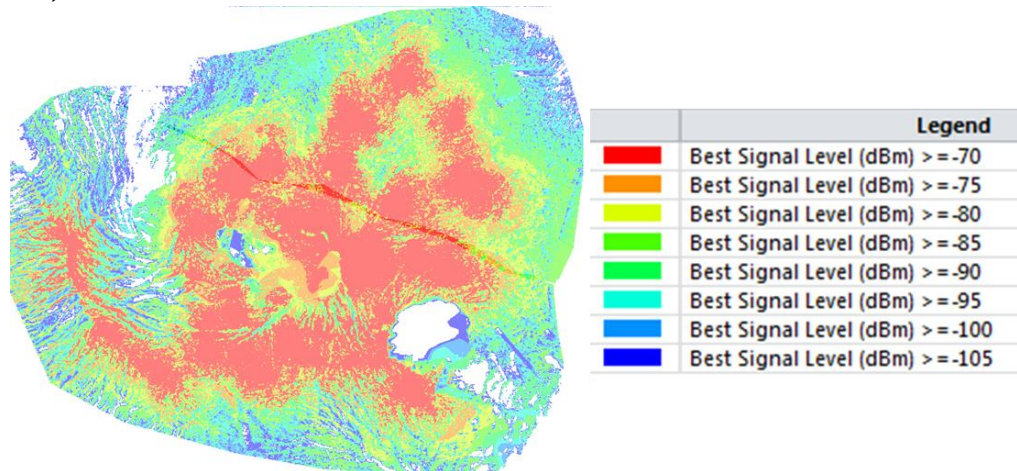 Legend
Best Signal Level (dBm) >=-70
Best Signal Level (dBm) >=-75
Best Signal Level (dBm) >=-80
Best Signal Level (dBm) >=-85
Best Signal Level (dBm) >=-90
Best Signal Level (dBm) >=-95
Best Signal Level (dBm) >=-100
Best Signal Level (dBm) >=-105